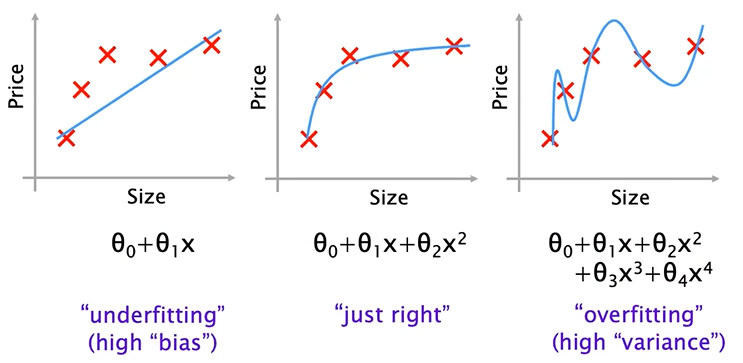 Price
Size
θ₀+θ₁x
“underfitting”
(high “bias”)
Price
Size
θ₀+θ₁x+θ₂x²
“just right”
Price
Size
θ₀+θ₁x+θ₂x²
+θ₃x³+θ₄x⁴
“overfitting”
(high “variance”)